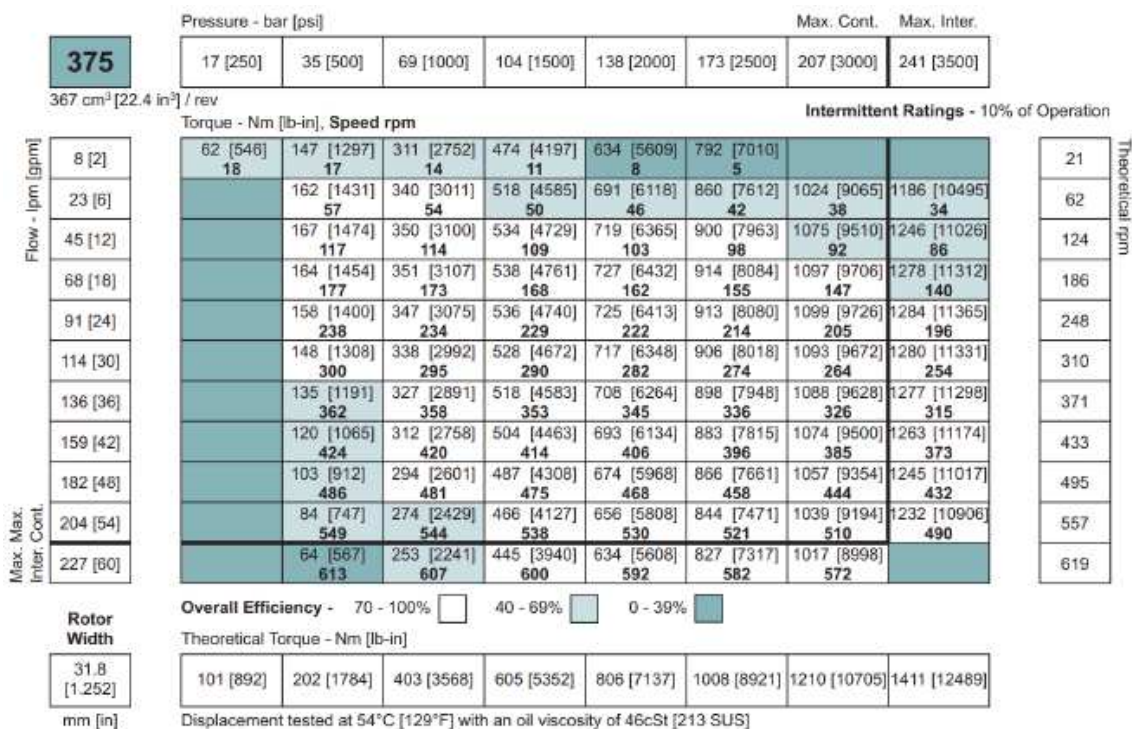 Pressure - bar [psi] Max. Cont. Max. Inter.
375 17 [250] 35 [500] 69 [1000] 104 [1500] 138 [2000] 173 [2500] 207 [3000] 241 [3500]
367 cm³ [22.4 in³] / rev
Intermittent Ratings - 10% of Operation
Torque - Nm [lb-in], Speed rpm
Flow - lpm [gpm]
Theoretical rpm
8 [2] 62 [546] 147 [1297] 311 [2752] 474 [4197] 634 [5609] 792 [7010] 21
18 17 14 11 8 5
23 [6] 162 [1431] 340 [3011] 518 [4585] 691 [6118] 860 [7612] 1024 [9065] 1186 [10495] 62
57 54 50 46 42 38 34
45 [12] 167 [1474] 350 [3100] 534 [4729] 719 [6365] 900 [7963] 1075 [9510] 1246 [11026] 124
117 114 109 103 98 92 86
68 [18] 164 [1454] 351 [3107] 538 [4761] 727 [6432] 914 [8084] 1097 [9706] 1278 [11312] 186
177 173 168 162 155 147 140
91 [24] 158 [1400] 347 [3075] 536 [4740] 725 [6413] 913 [8080] 1099 [9726] 1284 [11365] 248
238 234 229 222 214 205 196
114 [30] 148 [1308] 338 [2992] 528 [4672] 717 [6348] 906 [8018] 1093 [9672] 1280 [11331] 310
300 295 290 282 274 264 254
136 [36] 135 [1191] 327 [2891] 518 [4583] 708 [6264] 898 [7948] 1088 [9628] 1277 [11298] 371
362 358 353 345 336 326 315
159 [42] 120 [1065] 312 [2758] 504 [4463] 693 [6134] 883 [7815] 1074 [9500] 1263 [11174] 433
424 420 414 406 396 385 373
182 [48] 103 [912] 294 [2601] 487 [4308] 674 [5968] 866 [7661] 1057 [9354] 1245 [11017] 495
486 481 475 468 458 444 432
Max. Cont.
204 [54] 84 [747] 274 [2429] 466 [4127] 656 [5808] 844 [7471] 1039 [9194] 1232 [10906] 557
549 544 538 530 521 510 490
Max. Inter.
227 [60] 64 [567] 253 [2241] 445 [3940] 634 [5608] 827 [7317] 1017 [8998] 619
613 607 600 592 582 572
Overall Efficiency - 70 - 100% 40 - 69% 0 - 39%
Rotor
Width
Theoretical Torque - Nm [lb-in]
31.8
[1.252]
101 [892] 202 [1784] 403 [3568] 605 [5352] 806 [7137] 1008 [8921] 1210 [10705] 1411 [12489]
mm [in]
Displacement tested at 54°C [129°F] with an oil viscosity of 46cSt [213 SUS]